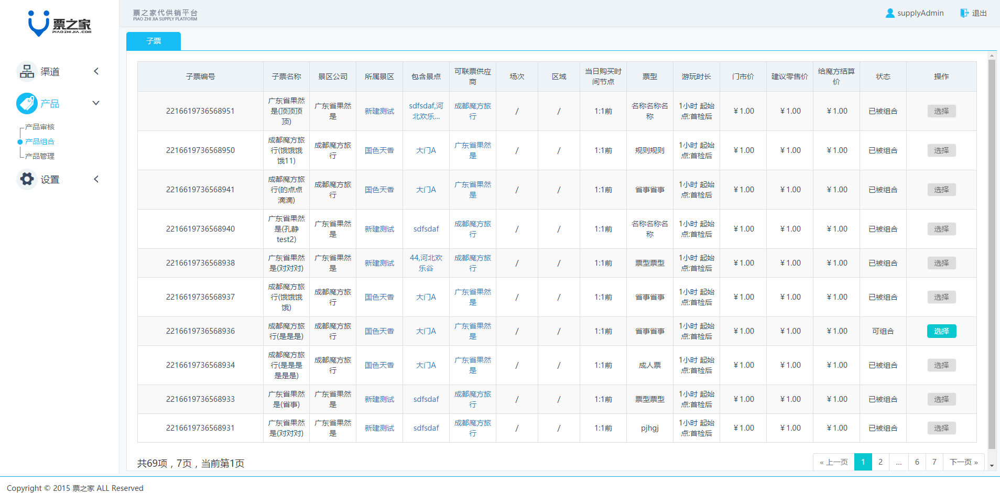 票之家
PIAOZHIJIA.COM
票之家代供销平台
PIAO ZHI JIA SUPPLY PLATFORM
supplyAdmin 退出
渠道
产品
产品审核
产品组合
产品管理
设置
子票
子票编号 子票名称 景区公司 所属景区 包含景点 可联票供应商 场次 区域 当日购买时间节点 票型 游玩时长 门市价 建议零售价 给魔方结算价 状态 操作
2216619736568951 广东省果然是(顶顶顶顶) 广东省果然是 新建测试 sdfsdaf,河北欢乐... 成都魔方旅行 / / 1:1前 名称名称名称 1小时 起始点:首检后 ¥ 1.00 ¥ 1.00 ¥ 1.00 已被组合 选择
2216619736568950 成都魔方旅行(饿饿饿饿11) 成都魔方旅行 国色天香 大门A 广东省果然是 / / 1:1前 规则规则 1小时 起始点:首检后 ¥ 1.00 ¥ 1.00 ¥ 1.00 已被组合 选择
2216619736568941 成都魔方旅行(的点点滴滴) 成都魔方旅行 国色天香 大门A 广东省果然是 / / 1:1前 省事省事 1小时 起始点:首检后 ¥ 1.00 ¥ 1.00 ¥ 1.00 已被组合 选择
2216619736568940 广东省果然是(孔静test2) 广东省果然是 新建测试 sdfsdaf 成都魔方旅行 / / 1:1前 名称名称名称 1小时 起始点:首检后 ¥ 1.00 ¥ 1.00 ¥ 1.00 已被组合 选择
2216619736568938 广东省果然是(对对对) 广东省果然是 新建测试 44,河北欢乐谷 成都魔方旅行 / / 1:1前 票型票型 1小时 起始点:首检后 ¥ 1.00 ¥ 1.00 ¥ 1.00 已被组合 选择
2216619736568937 成都魔方旅行(饿饿饿饿) 成都魔方旅行 国色天香 大门A 广东省果然是 / / 1:1前 省事省事 1小时 起始点:首检后 ¥ 1.00 ¥ 1.00 ¥ 1.00 已被组合 选择
2216619736568936 成都魔方旅行(是是是) 成都魔方旅行 国色天香 大门A 广东省果然是 / / 1:1前 省事省事 1小时 起始点:首检后 ¥ 1.00 ¥ 1.00 ¥ 1.00 可组合 选择
2216619736568934 成都魔方旅行(是是是是是是) 成都魔方旅行 国色天香 大门A 广东省果然是 / / 1:1前 成人票 1小时 起始点:首检后 ¥ 1.00 ¥ 1.00 ¥ 1.00 已被组合 选择
2216619736568933 广东省果然是(省事) 广东省果然是 新建测试 sdfsdaf 成都魔方旅行 / / 1:1前 票型票型 1小时 起始点:首检后 ¥ 1.00 ¥ 1.00 ¥ 1.00 已被组合 选择
2216619736568931 广东省果然是(对对对) 广东省果然是 新建测试 sdfsdaf 成都魔方旅行 / / 1:1前 pjhgj 1小时 起始点:首检后 ¥ 1.00 ¥ 1.00 ¥ 1.00 已被组合 选择
共69项，7页，当前第1页
« 上一页 1 2 ... 6 7 下一页 »
Copyright © 2015 票之家 ALL Reserved